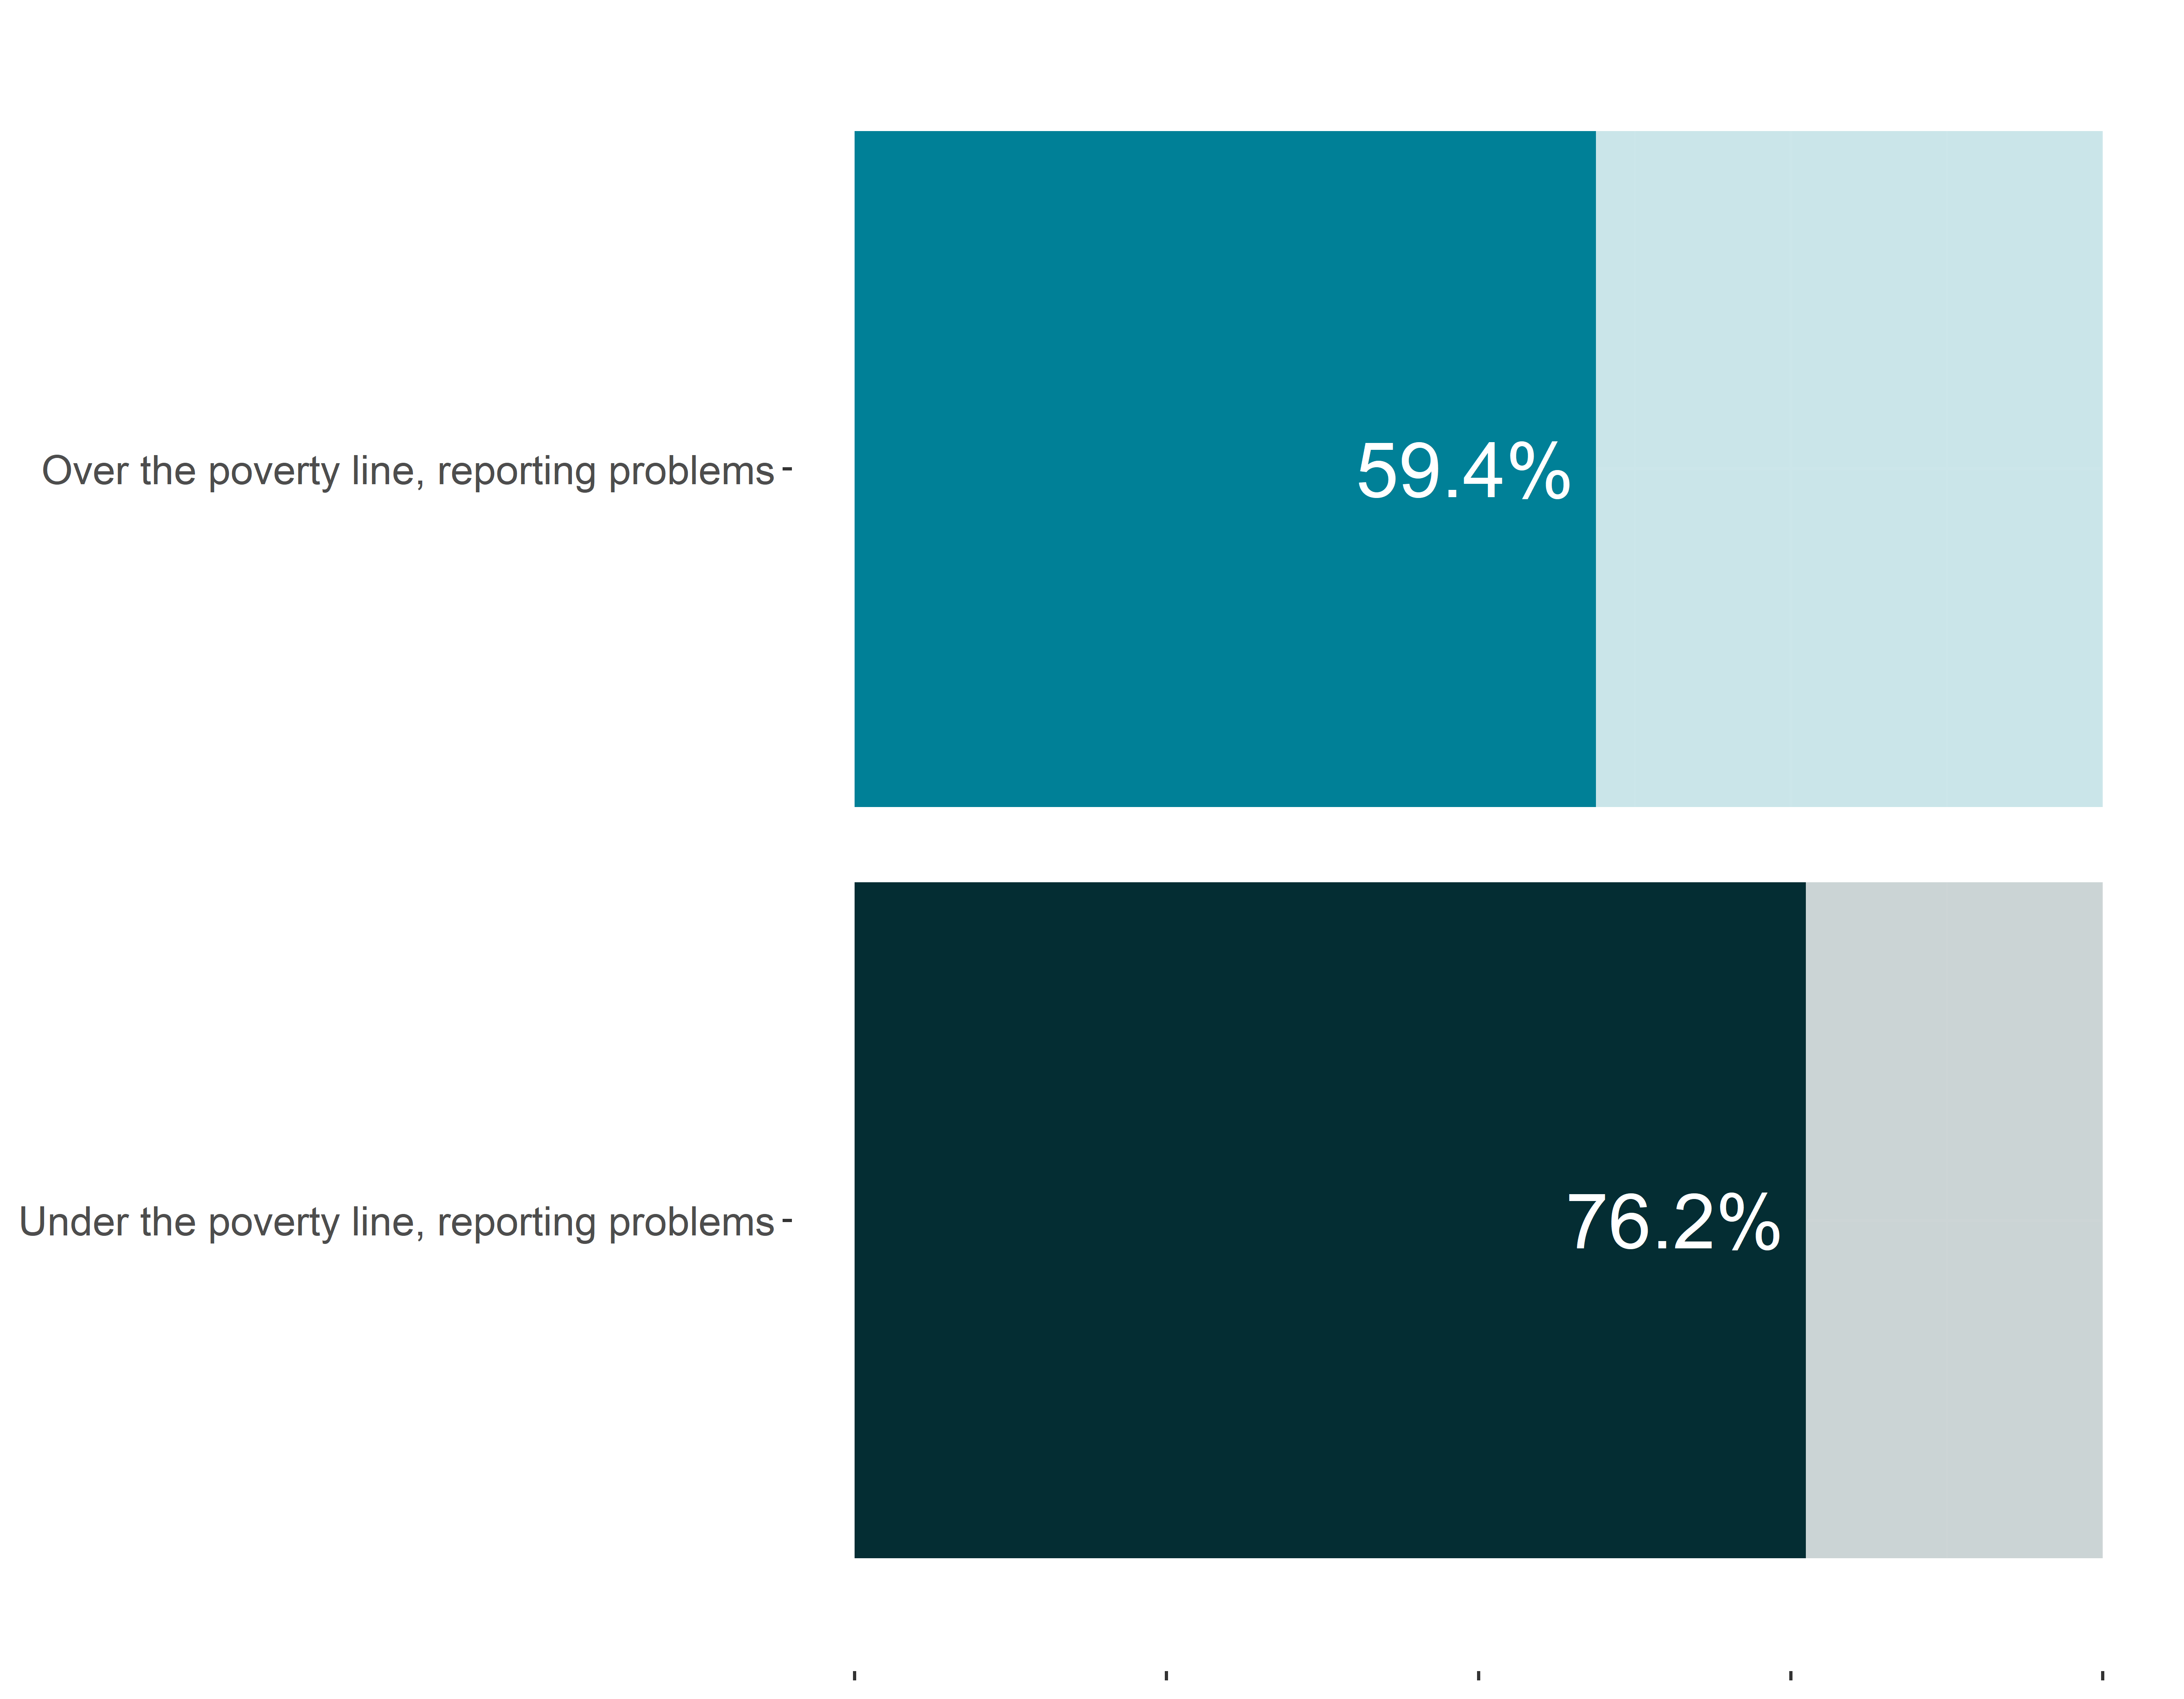 Over the poverty line, reporting problems
59.4%
Under the poverty line, reporting problems
76.2%